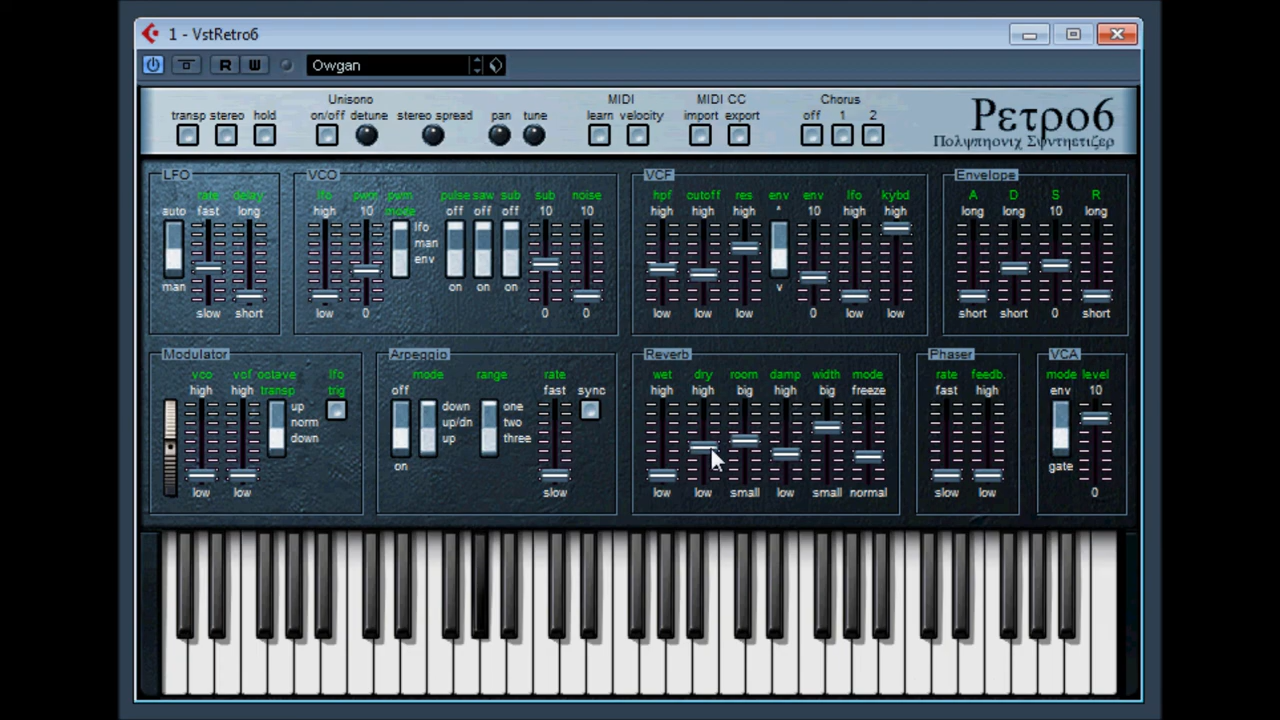 1 - VstRetro6
R W Owgan
Unisono MIDI MIDI CC Chorus
transp stereo hold on/off detune stereo spread pan tune learn velocity import export off 1 2
Ρετρο6
Πολψπηονιχ Σψντηετιζερ
LFO VCO VCF Envelope
rate delay lfo pwm pwm mode pulse saw sub sub noise hpf cutoff res env env lfo kybd A D S R
auto fast long high 10 off off off 10 10 high high high ^ 10 high high long long 10 long
lfo
man
env
man on on on v
slow short low 0 0 0 low low low 0 low low short short 0 short
Modulator Arpeggio Reverb Phaser VCA
vco vcf octave transp lfo trig mode range rate wet dry room damp width mode rate feedb. mode level
high high off fast sync high high big high big freeze fast high env 10
up down one
norm up/dn two
down up three
on gate
low low slow low low small low small normal slow low 0